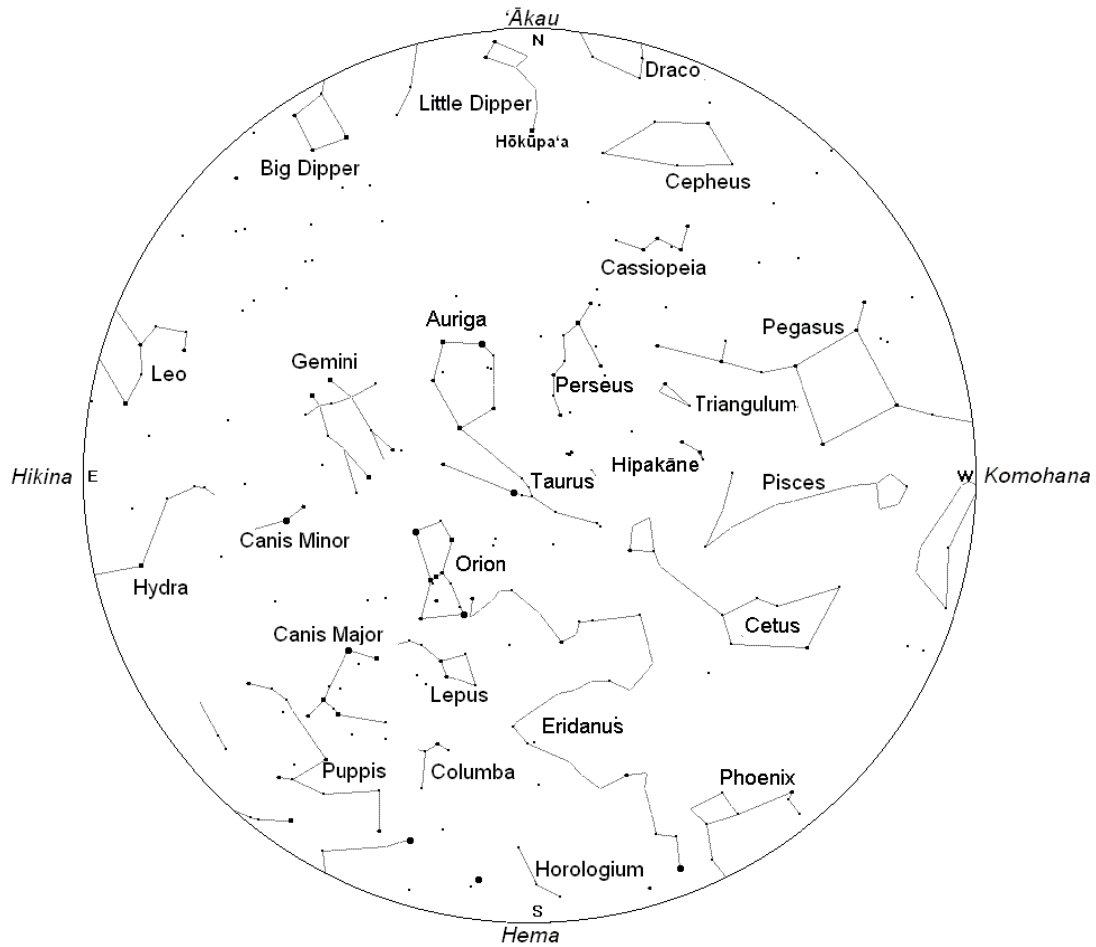 ʻĀkau
N
Draco
Little Dipper
Hōkūpaʻa
Big Dipper
Cepheus
Cassiopeia
Auriga
Pegasus
Gemini
Leo
Perseus
Triangulum
Hipakāne
Hikina
E
Taurus
Pisces
W
Komohana
Canis Minor
Orion
Hydra
Cetus
Canis Major
Lepus
Eridanus
Puppis
Columba
Phoenix
Horologium
S
Hema